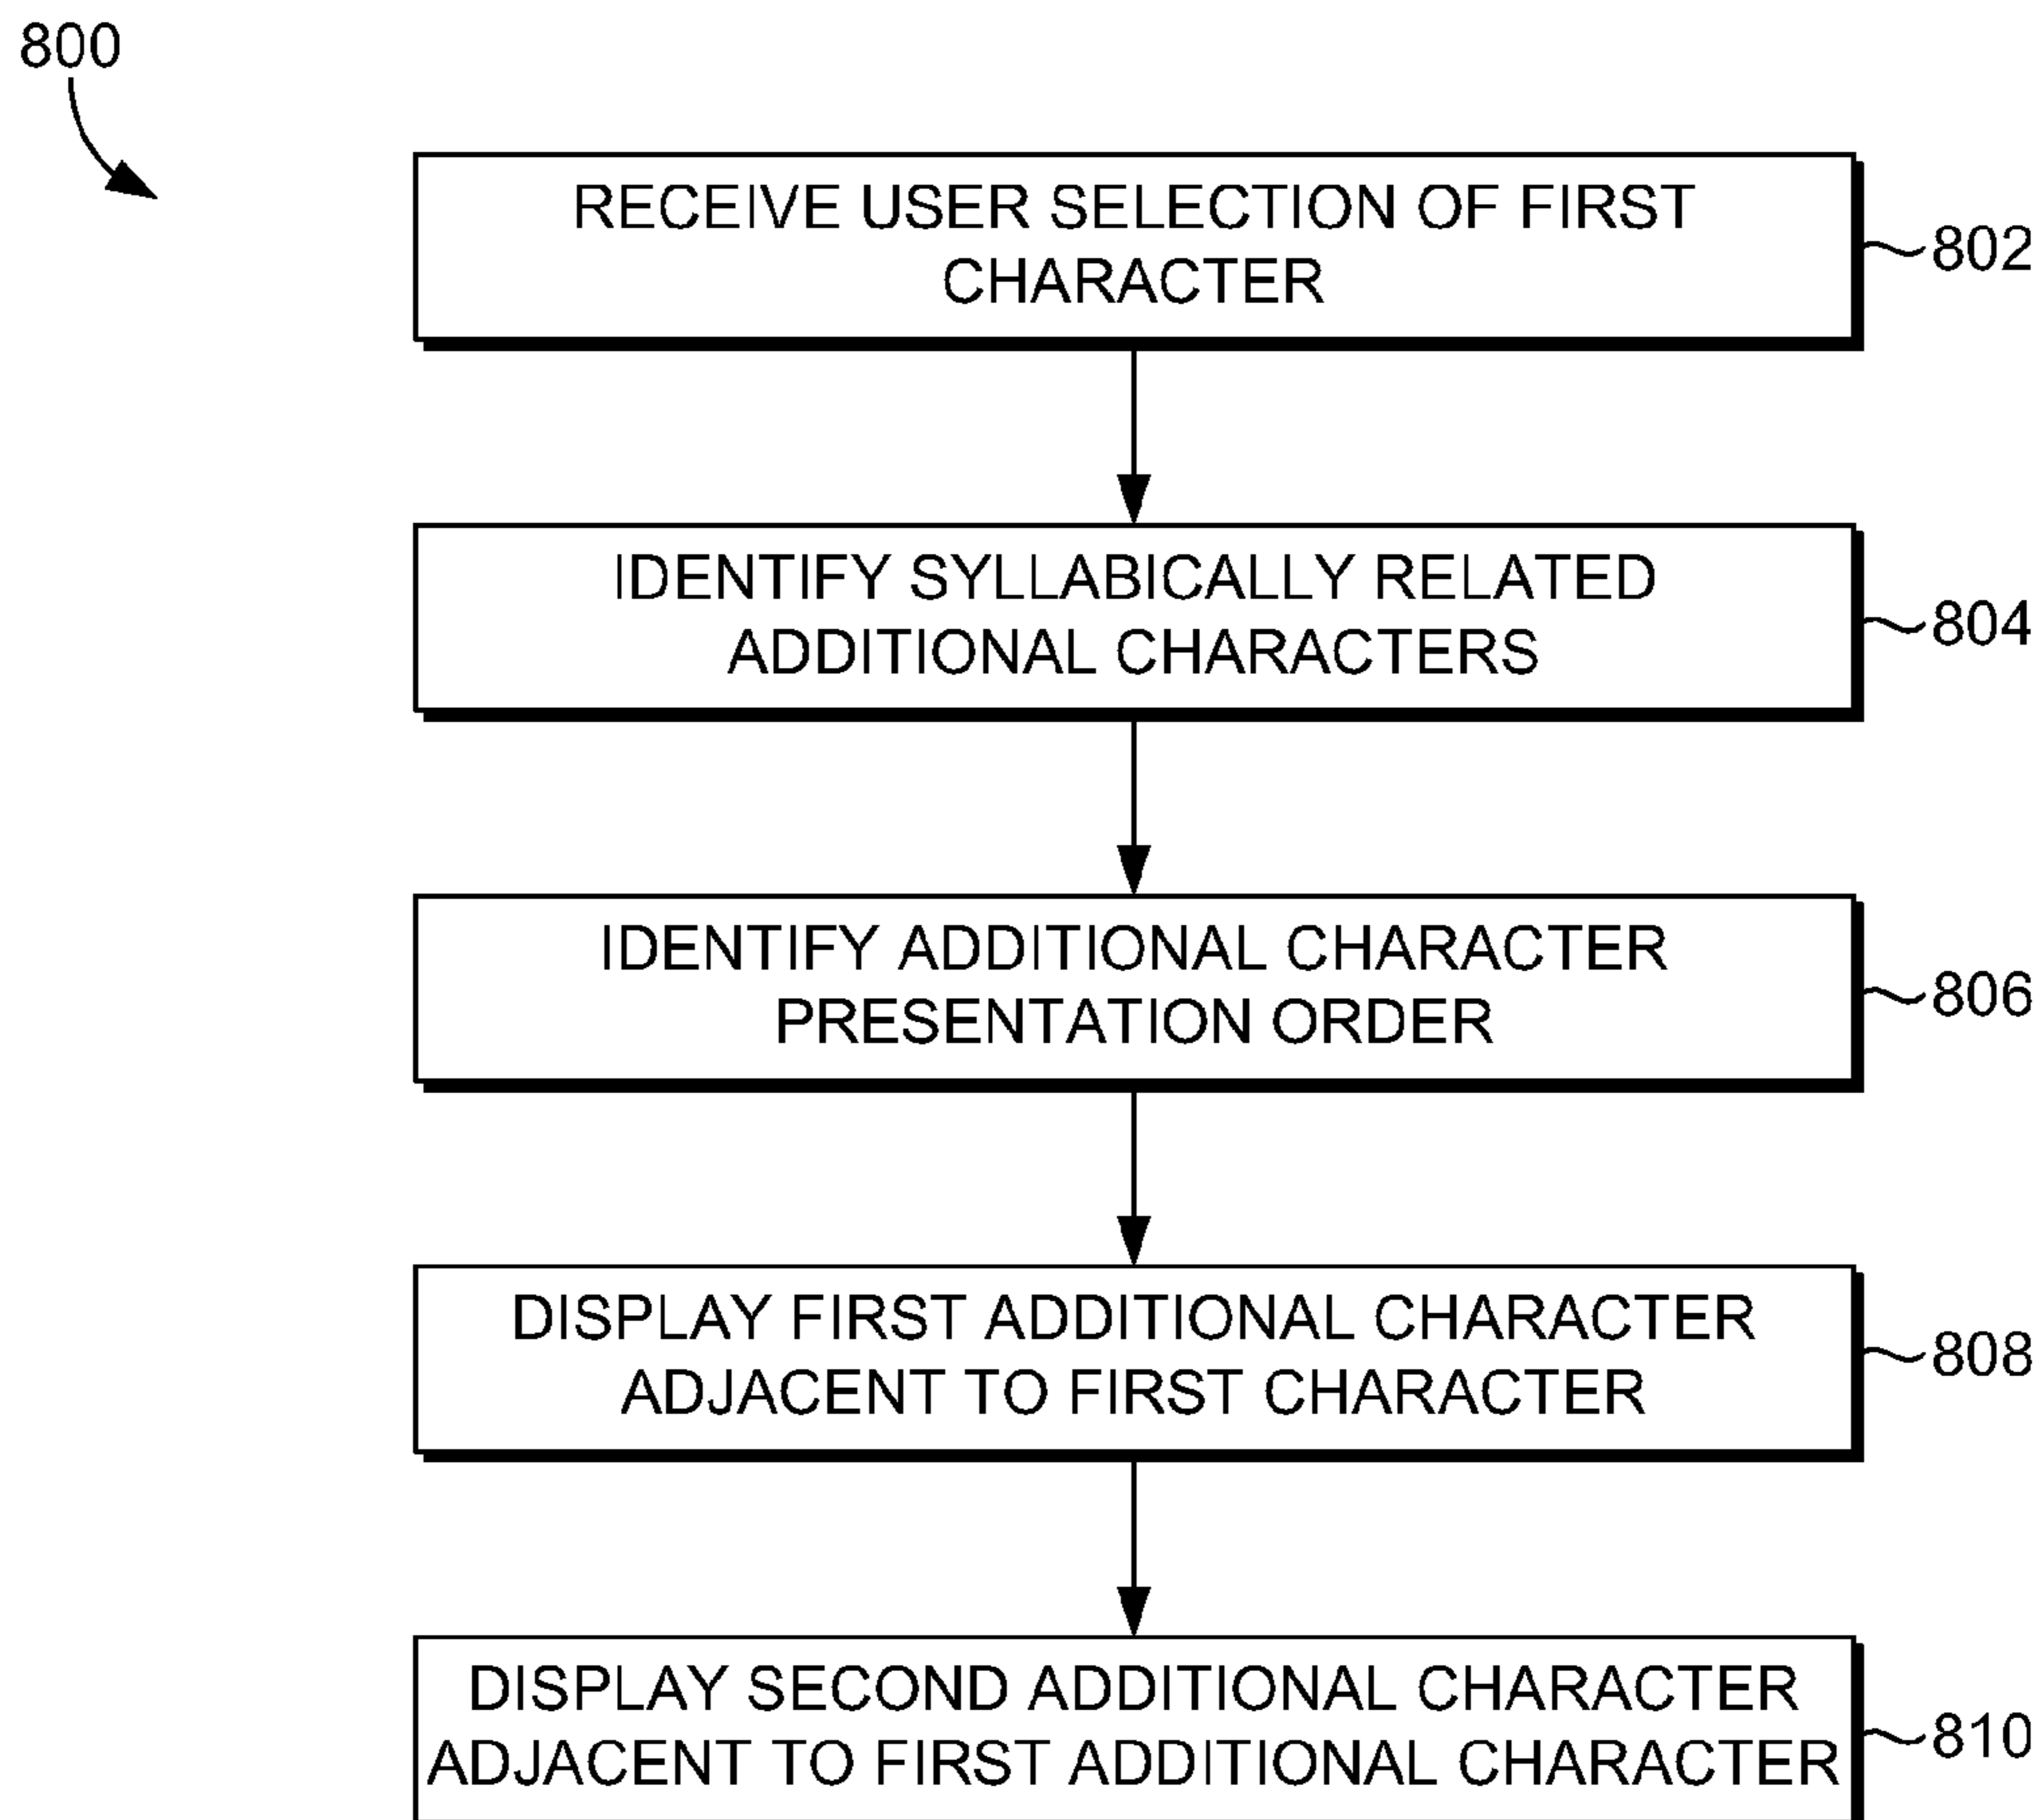 800
RECEIVE USER SELECTION OF FIRST
CHARACTER
802
IDENTIFY SYLLABICALLY RELATED
ADDITIONAL CHARACTERS
804
IDENTIFY ADDITIONAL CHARACTER
PRESENTATION ORDER
806
DISPLAY FIRST ADDITIONAL CHARACTER
ADJACENT TO FIRST CHARACTER
808
DISPLAY SECOND ADDITIONAL CHARACTER
ADJACENT TO FIRST ADDITIONAL CHARACTER
810